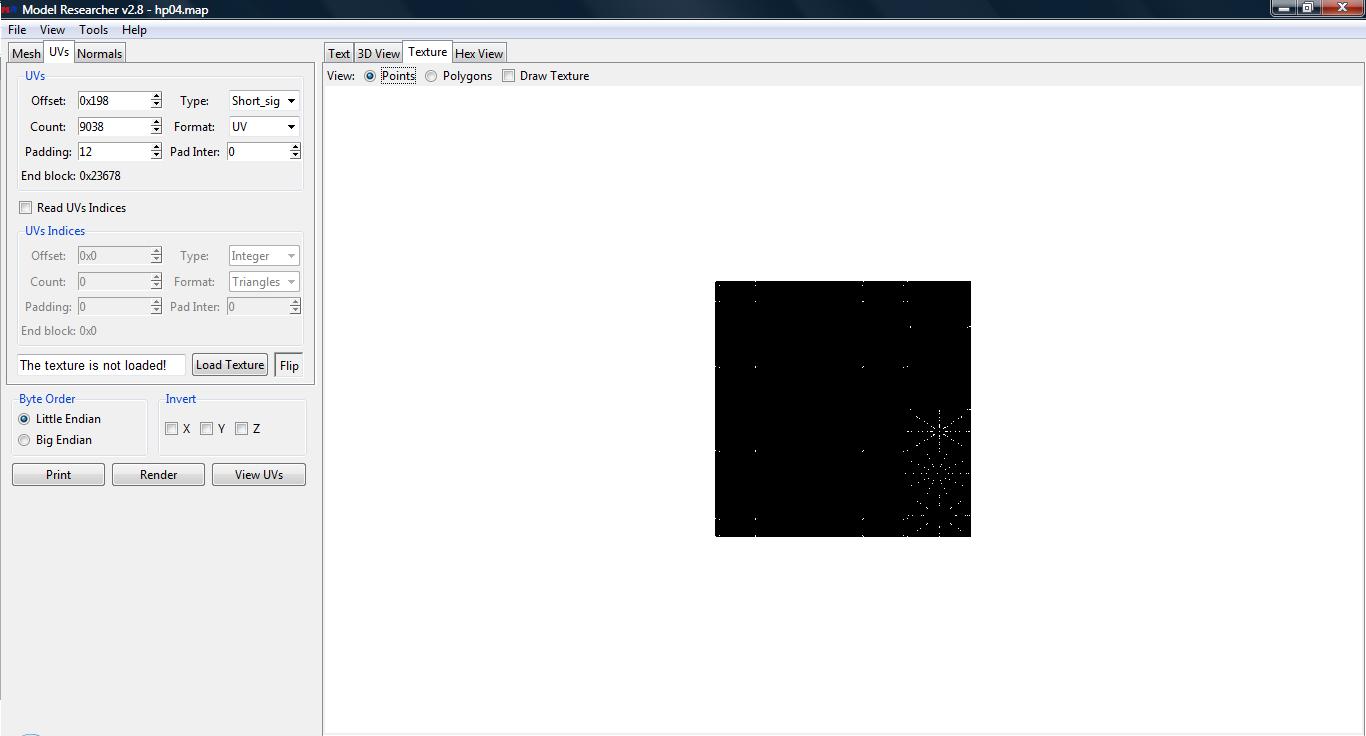 Model Researcher v2.8 - hp04.map
File View Tools Help
Mesh UVs Normals
Text 3D View Texture Hex View
View: Points Polygons Draw Texture
UVs
Offset: 0x198 Type: Short_sig
Count: 9038 Format: UV
Padding: 12 Pad Inter: 0
End block: 0x23678
Read UVs Indices
UVs Indices
Offset: 0x0 Type: Integer
Count: 0 Format: Triangles
Padding: 0 Pad Inter: 0
End block: 0x0
The texture is not loaded! Load Texture Flip
Byte Order Invert
Little Endian
X Y Z
Big Endian
Print Render View UVs